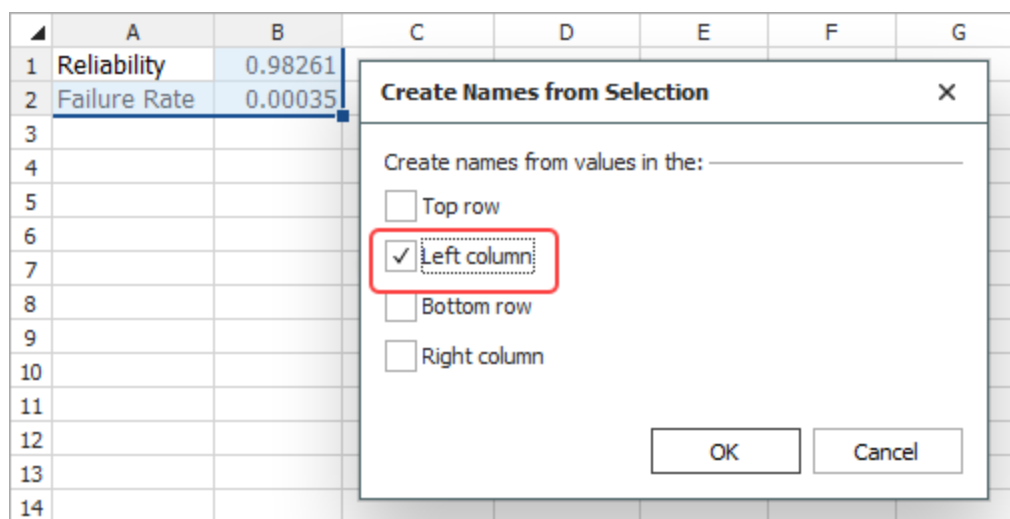 A B C D E F G
1 Reliability 0.98261
2 Failure Rate 0.00035
Create Names from Selection
3
Create names from values in the:
4
5 Top row
6
Left column
7
8 Bottom row
9
Right column
10
11
12
OK Cancel
13
14